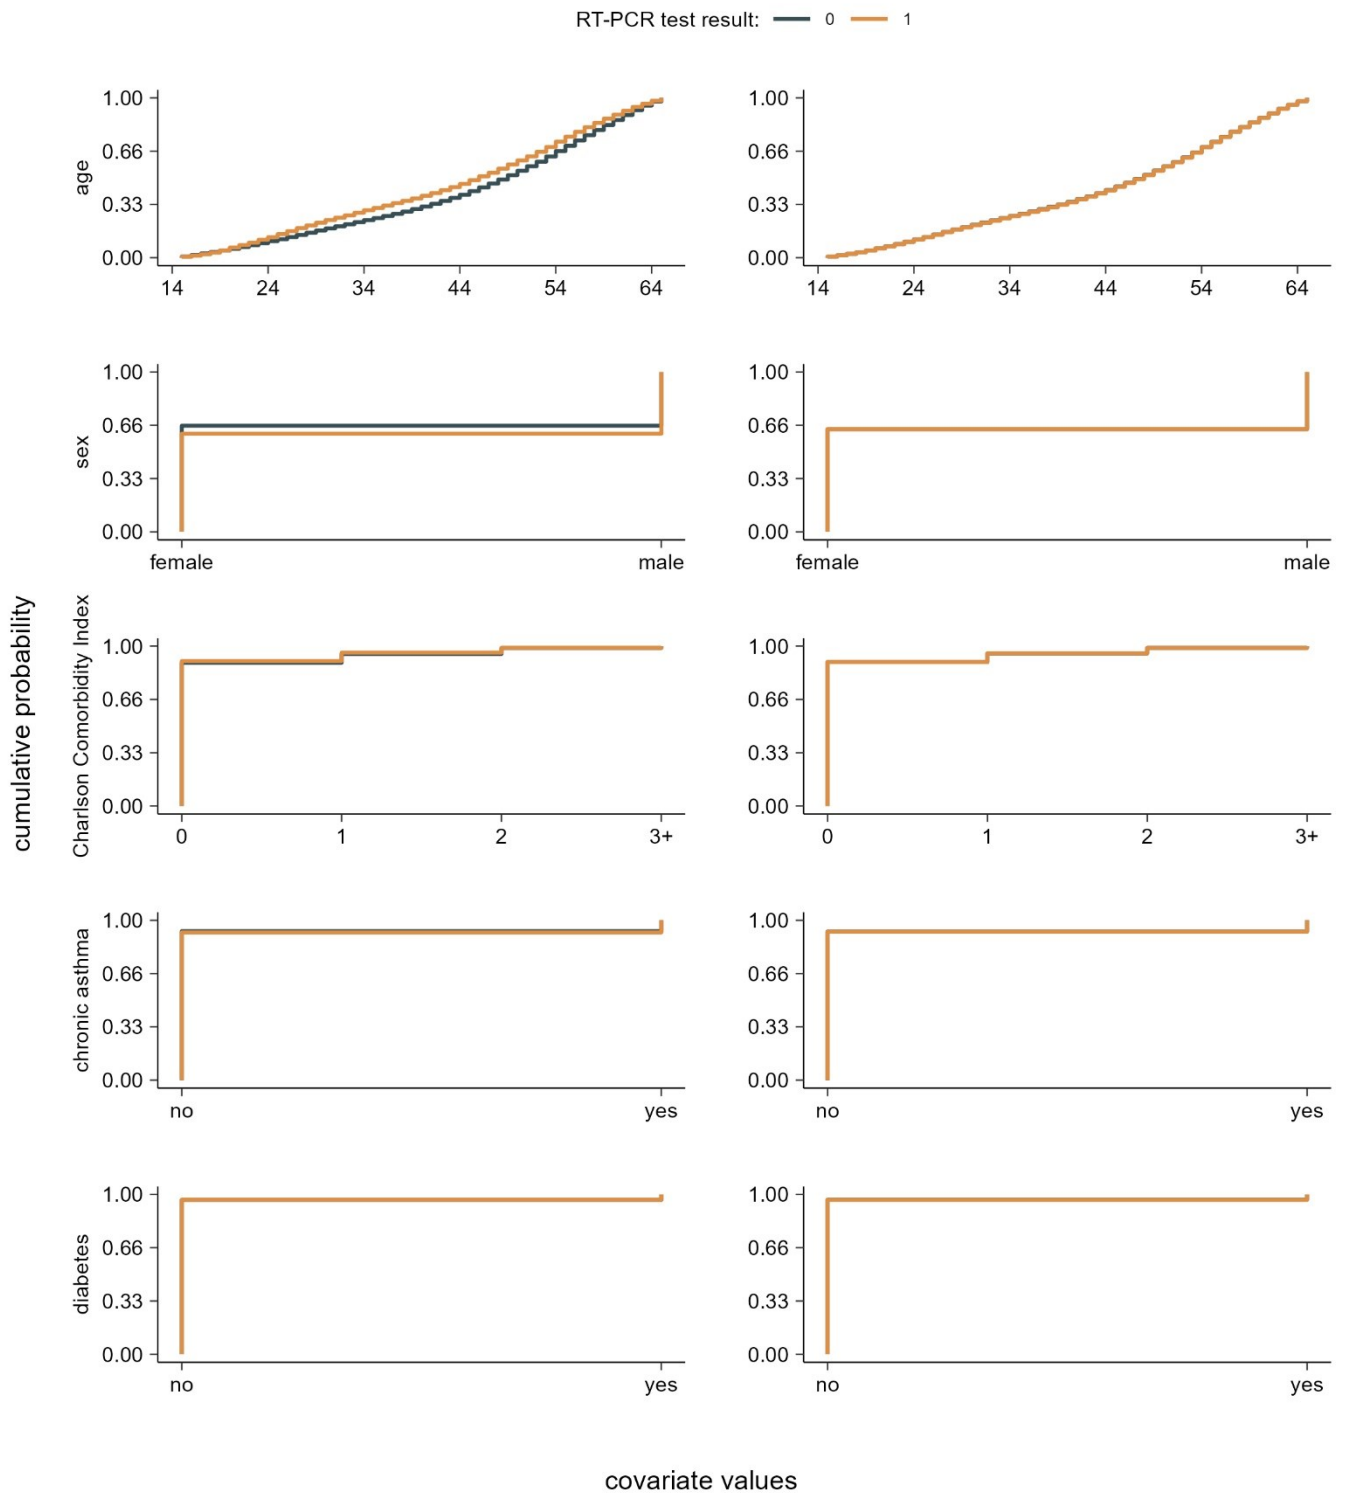 RT-PCR test result: 0 1
1.00 1.00
0.66 0.66
age
0.33 0.33
0.00 0.00
14 24 34 44 54 64 14 24 34 44 54 64
1.00 1.00
0.66 0.66
sex
0.33 0.33
0.00 0.00
female male female male
cumulative probability
Charlson Comorbidity Index
1.00 1.00
0.66 0.66
0.33 0.33
0.00 0.00
0 1 2 3+ 0 1 2 3+
1.00 1.00
chronic asthma
0.66 0.66
0.33 0.33
0.00 0.00
no yes no yes
1.00 1.00
0.66 0.66
diabetes
0.33 0.33
0.00 0.00
no yes no yes
covariate values